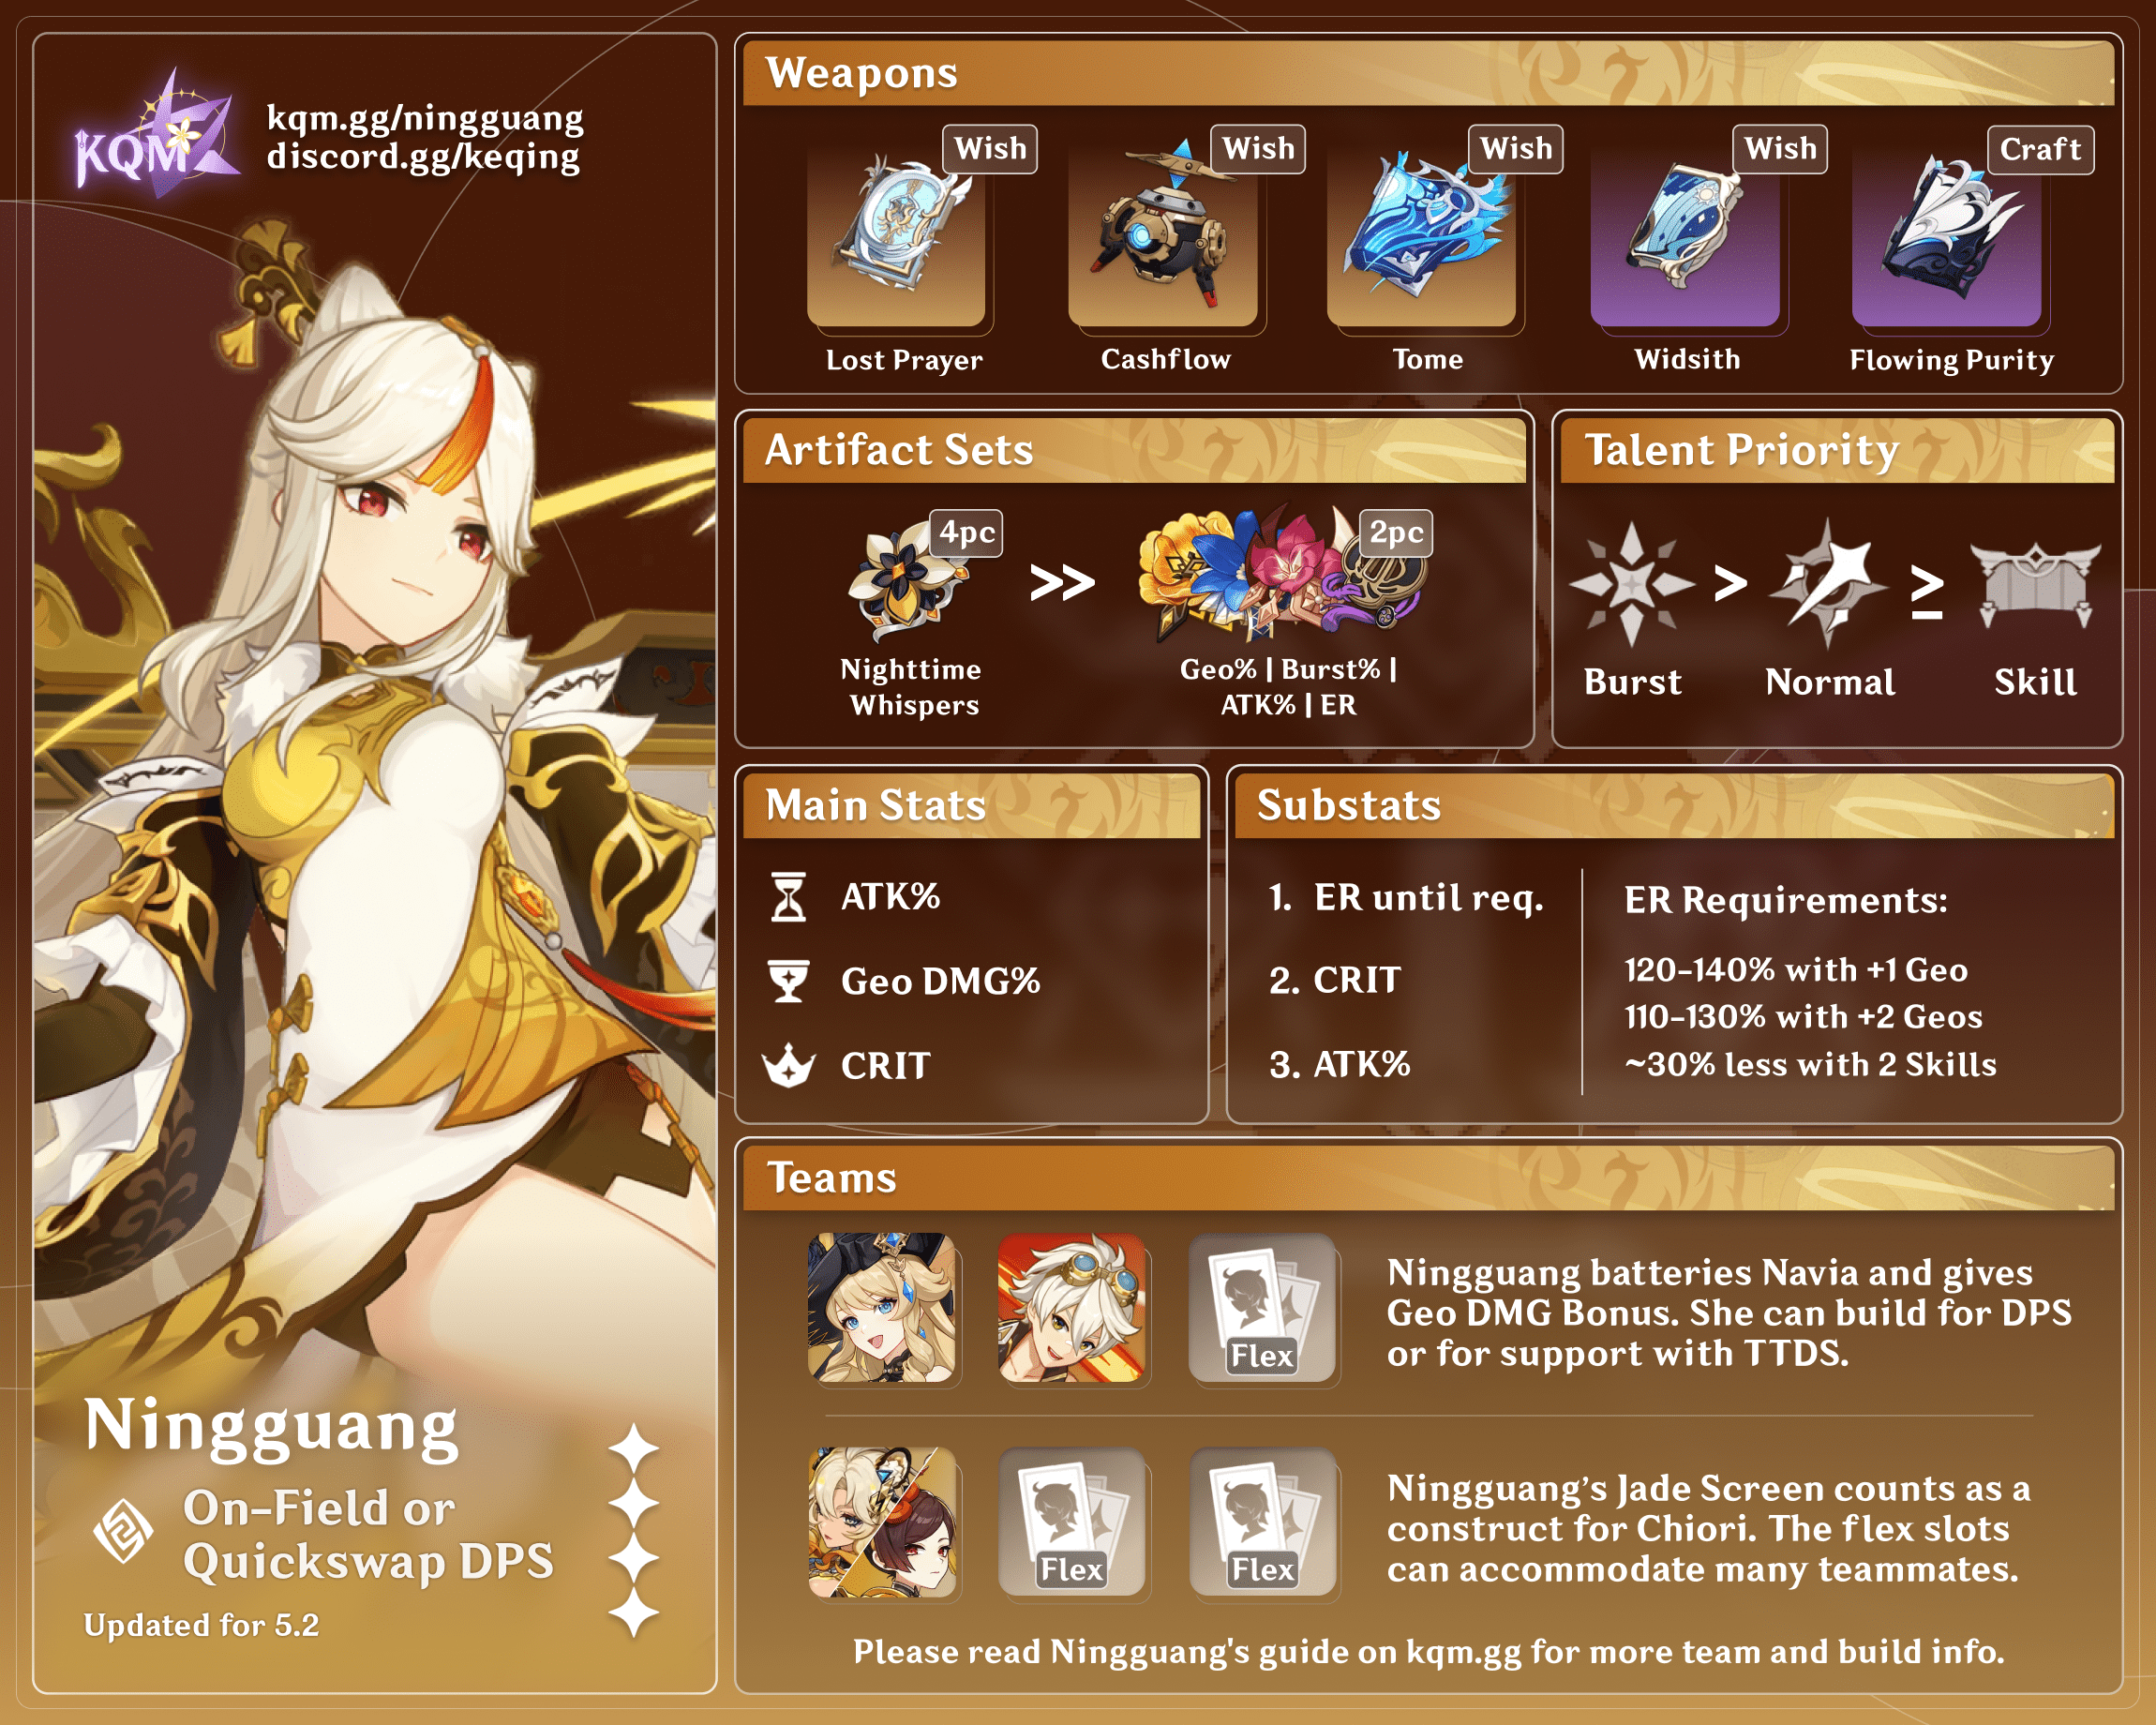 KQM
kqm.gg/ningguang
discord.gg/keqing
Ningguang
On-Field or
Quickswap DPS
Updated for 5.2
Weapons
Wish
Wish
Wish
Wish
Craft
Lost Prayer
Cashflow
Tome
Widsith
Flowing Purity
Artifact Sets
4pc
>>
2pc
Nighttime
Whispers
Geo% | Burst% |
ATK% | ER
Talent Priority
>
≥
Burst
Normal
Skill
Main Stats
ATK%
Geo DMG%
CRIT
Substats
1. ER until req.
2. CRIT
3. ATK%
ER Requirements:
120-140% with +1 Geo
110-130% with +2 Geos
~30% less with 2 Skills
Teams
Flex
Ningguang batteries Navia and gives
Geo DMG Bonus. She can build for DPS
or for support with TTDS.
Flex
Flex
Ningguang's Jade Screen counts as a
construct for Chiori. The flex slots
can accommodate many teammates.
Please read Ningguang's guide on kqm.gg for more team and build info.